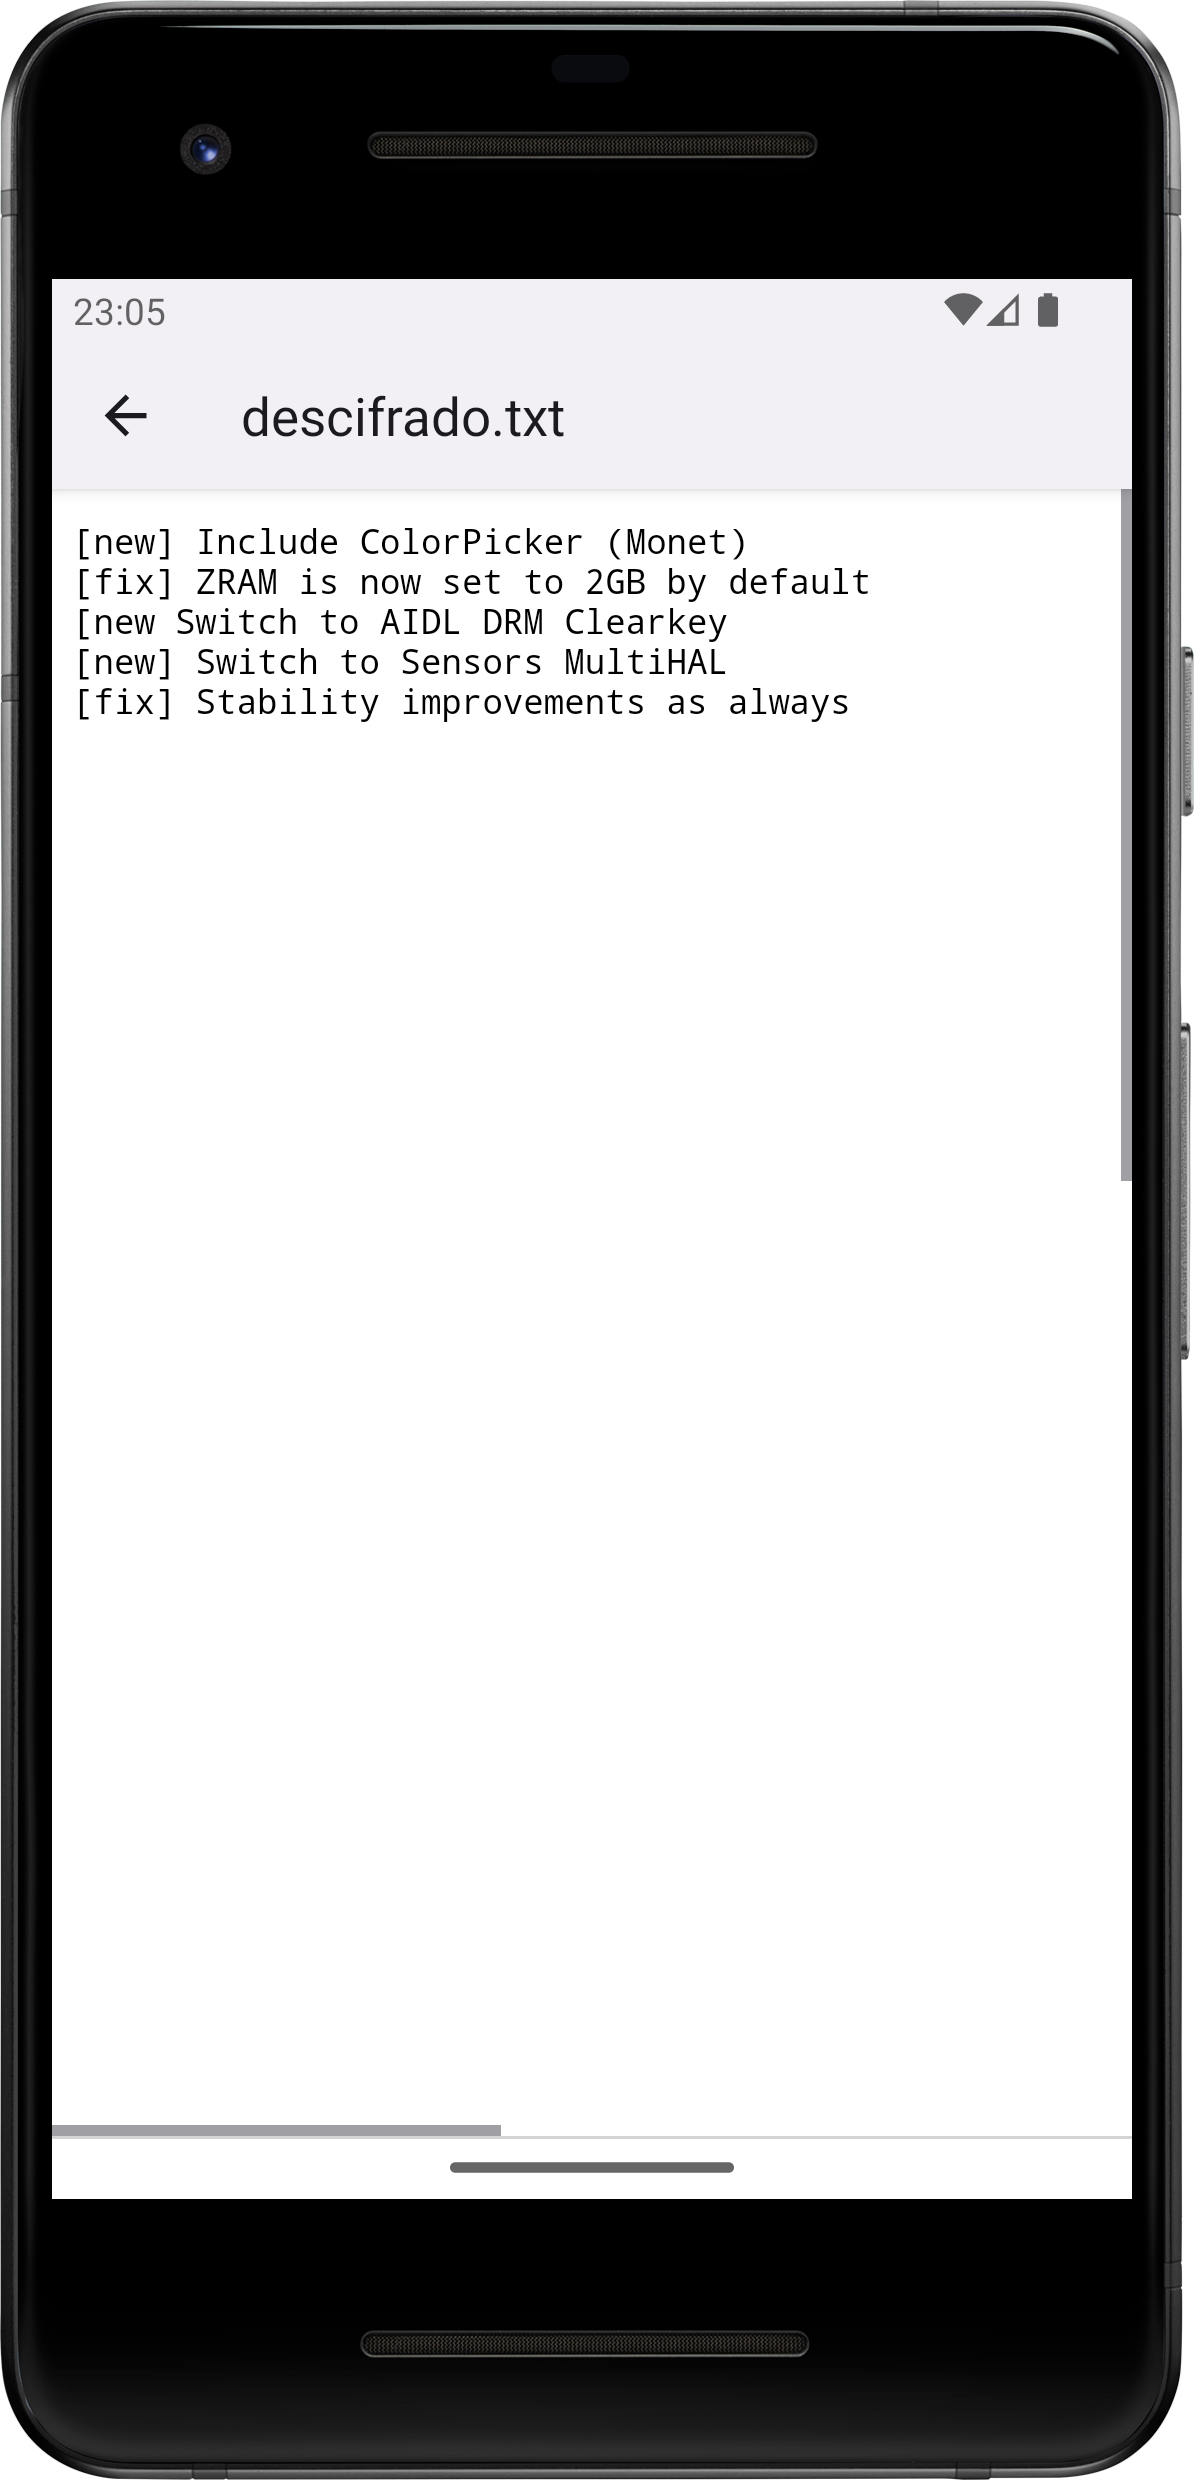 23:05
descifrado.txt
[new] Include ColorPicker (Monet)
[fix] ZRAM is now set to 2GB by default
[new Switch to AIDL DRM Clearkey
[new] Switch to Sensors MultiHAL
[fix] Stability improvements as always